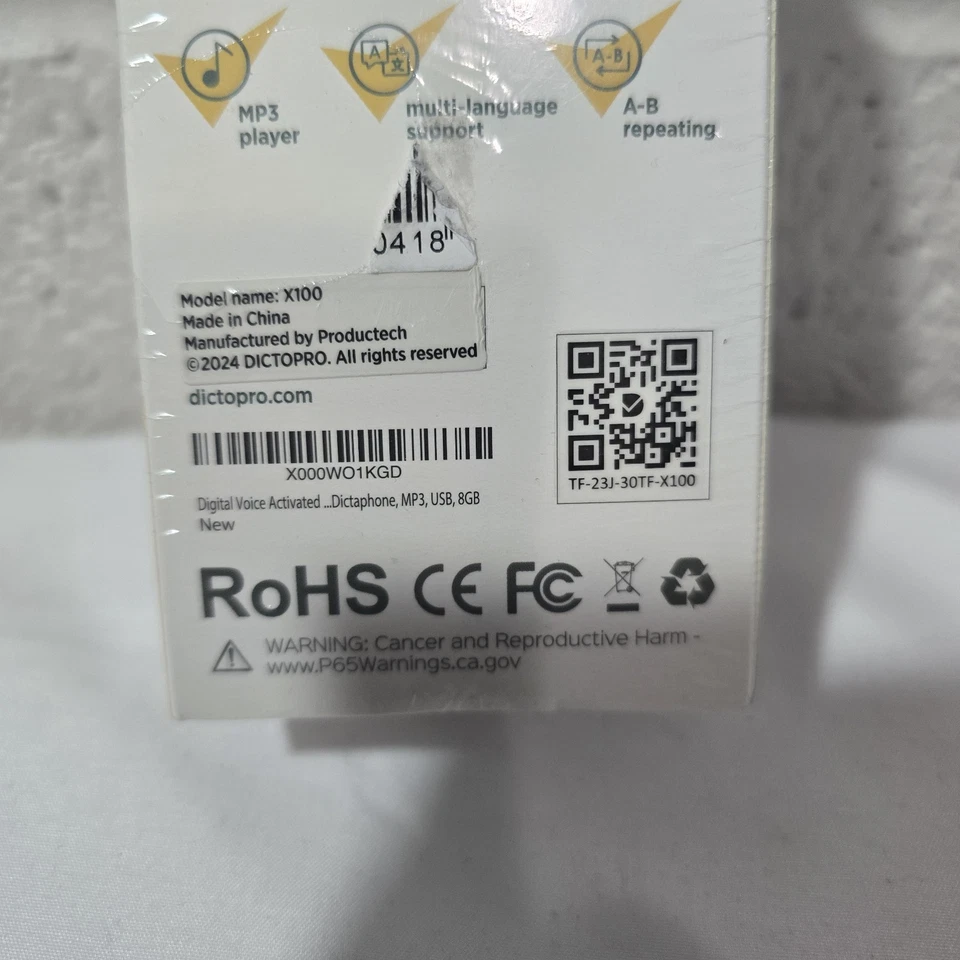 MP3
player
multi-language
support
A-B
A-B
repeating
0418
Model name: X100
Made in China
Manufactured by Productech
©2024 DICTOPRO. All rights reserved
dictopro.com
X000WO1KGD
Digital Voice Activated ...Dictaphone, MP3, USB, 8GB
New
TF-23J-30TF-X100
RoHS CE FC
WARNING: Cancer and Reproductive Harm -
www.P65Warnings.ca.gov